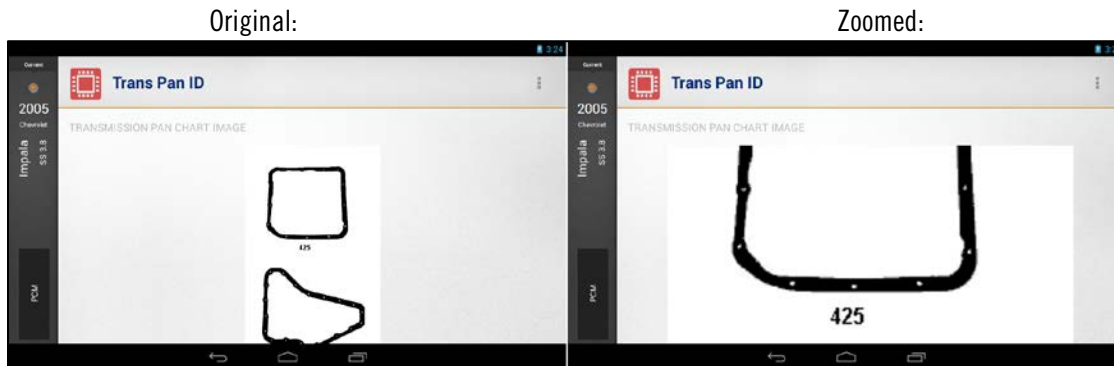 Original:
Zoomed:
3:24
Current
Trans Pan ID
2005
Chevrolet
TRANSMISSION PAN CHART IMAGE
Impala
SS 3.8
425
PCM
Current
Trans Pan ID
2005
Chevrolet
TRANSMISSION PAN CHART IMAGE
Impala
SS 3.8
425
PCM